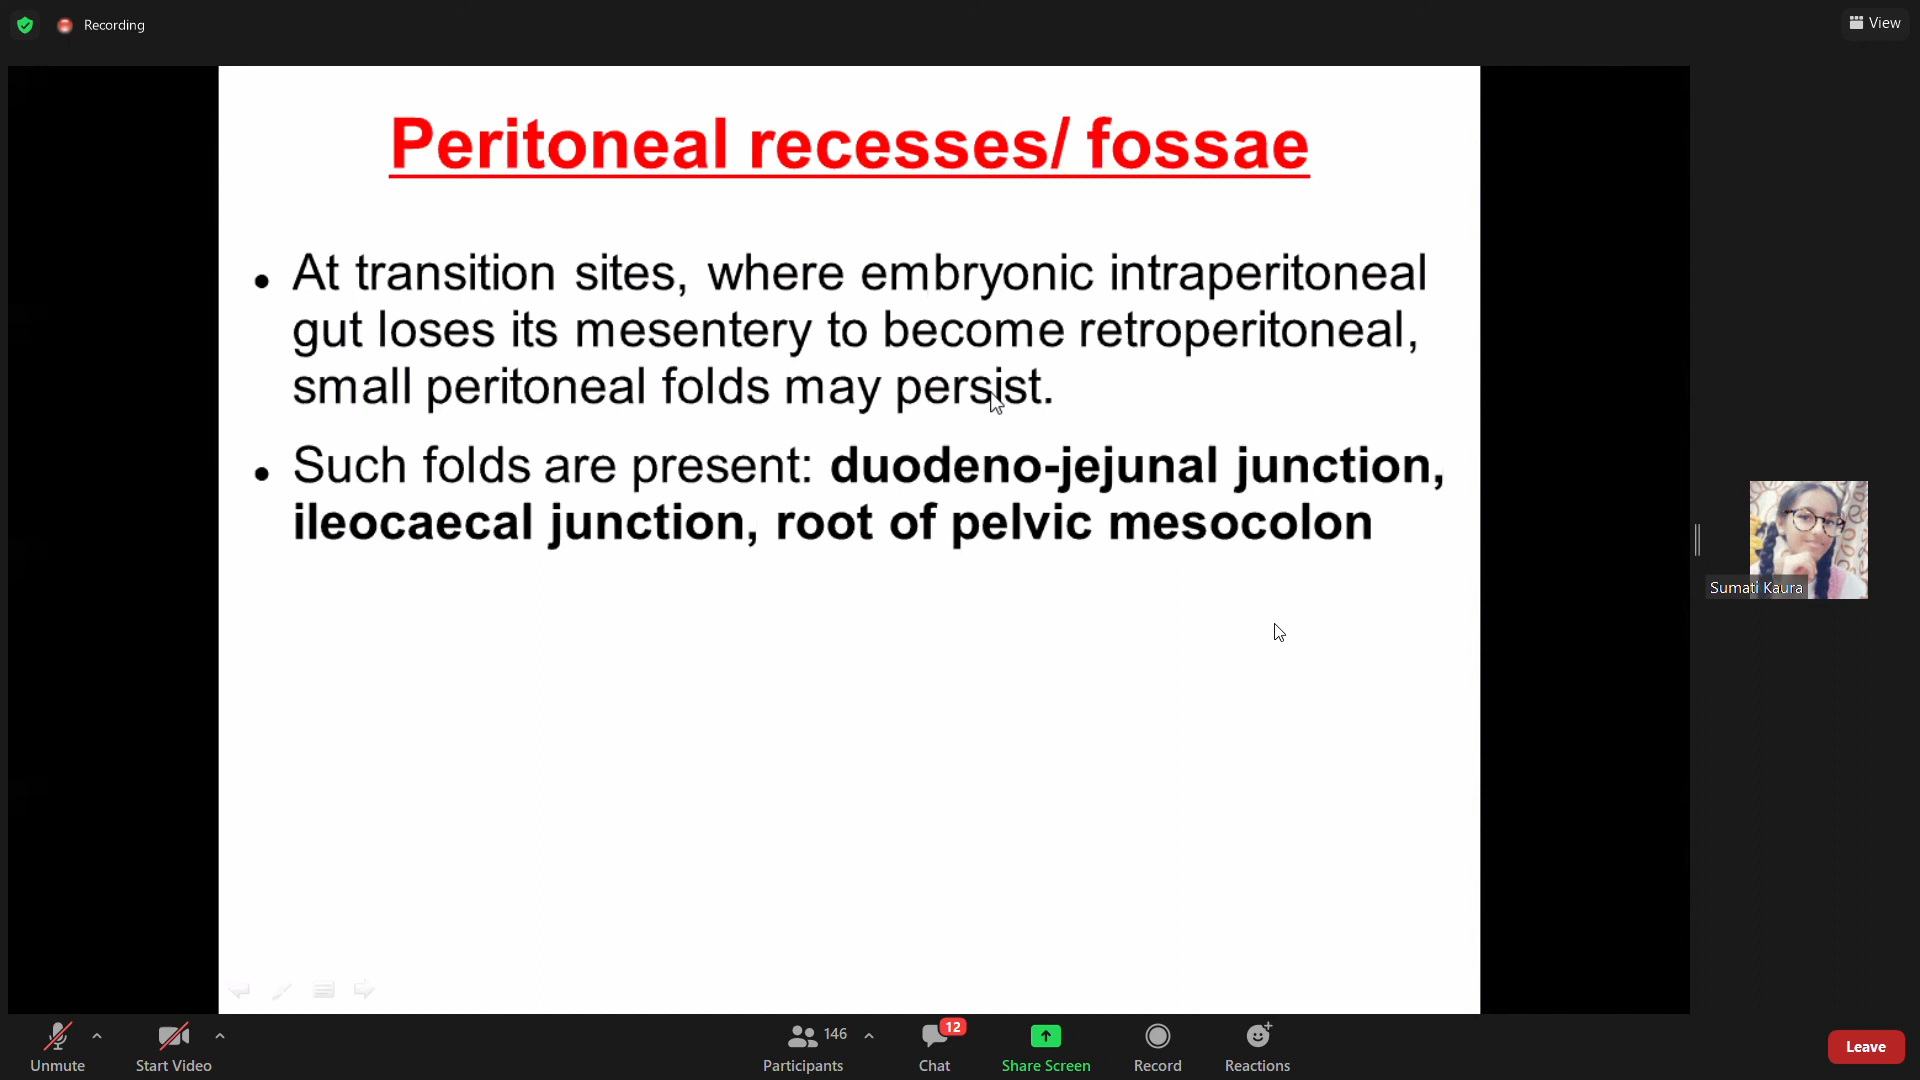 Recording
View
Peritoneal recesses/ fossae
• At transition sites, where embryonic intraperitoneal
gut loses its mesentery to become retroperitoneal,
small peritoneal folds may persist.
• Such folds are present: duodeno-jejunal junction,
ileocaecal junction, root of pelvic mesocolon
Sumati Kaura
Unmute
Start Video
146
Participants
12
Chat
Share Screen
Record
Reactions
Leave